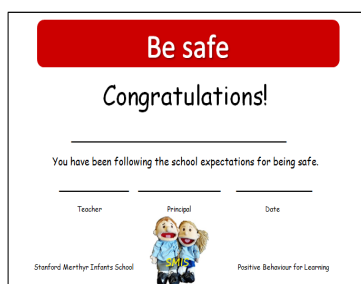 Be safe
Congratulations!
You have been following the school expectations for being safe.
Teacher Principal Date
SMIS
Stanford Merthyr Infants School Positive Behaviour for Learning